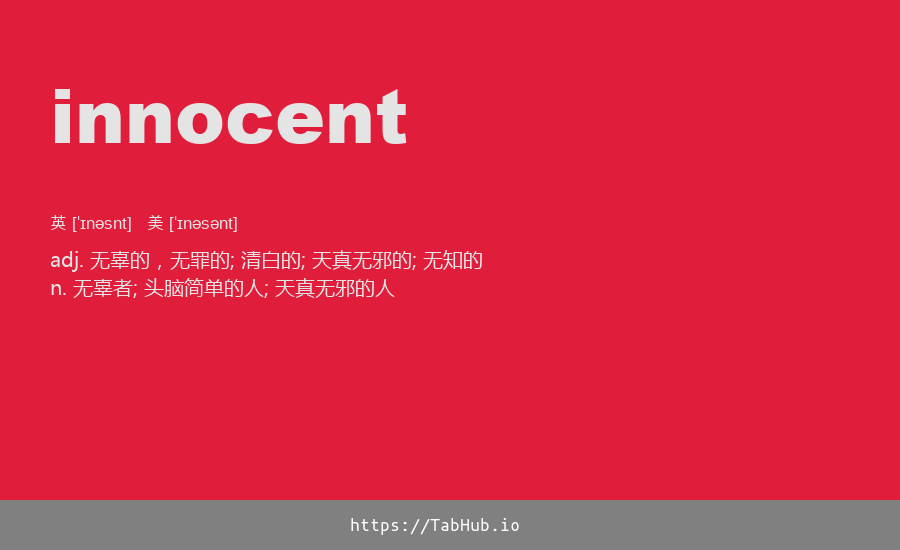 innocent
英 [ˈɪnəsnt] 美 [ˈɪnəsənt]
adj. 无辜的，无罪的; 清白的; 天真无邪的; 无知的
n. 无辜者; 头脑简单的人; 天真无邪的人
https://TabHub.io